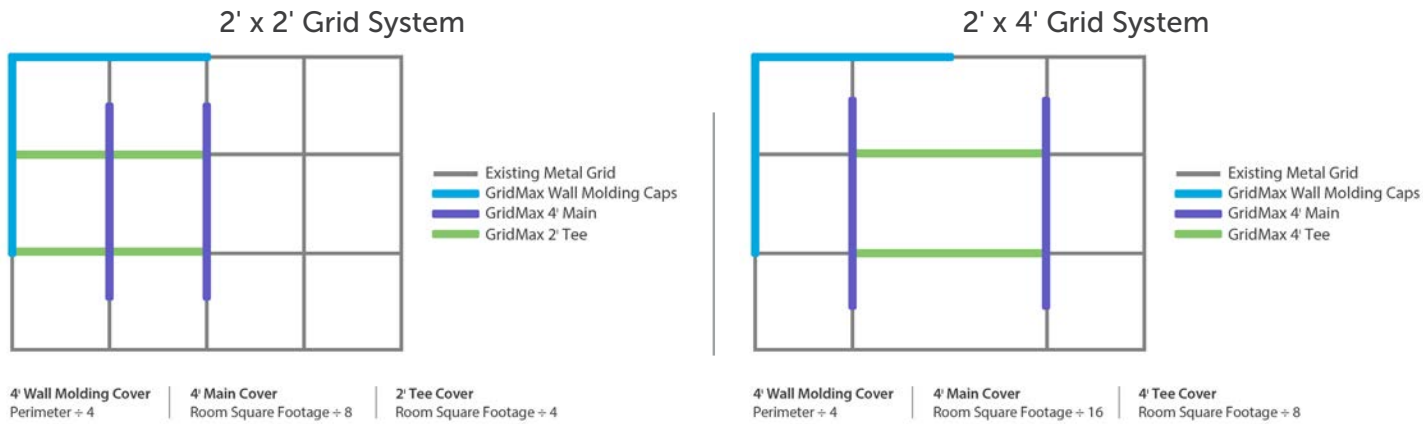 2' x 2' Grid System
Existing Metal Grid
GridMax Wall Molding Caps
GridMax 4' Main
GridMax 2' Tee
4' Wall Molding Cover
Perimeter ÷ 4
4' Main Cover
Room Square Footage ÷ 8
2' Tee Cover
Room Square Footage ÷ 4
2' x 4' Grid System
Existing Metal Grid
GridMax Wall Molding Caps
GridMax 4' Main
GridMax 4' Tee
4' Wall Molding Cover
Perimeter ÷ 4
4' Main Cover
Room Square Footage ÷ 16
4' Tee Cover
Room Square Footage ÷ 8